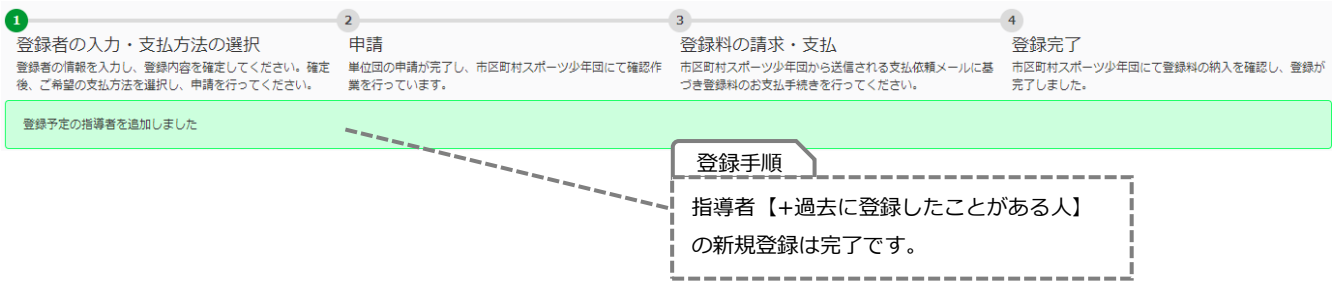 1
登録者の入力・支払方法の選択
登録者の情報を入力し、登録内容を確定してください。確定
後、ご希望の支払方法を選択し、申請を行ってください。
2
申請
単位団の申請が完了し、市区町村スポーツ少年団にて確認作
業を行っています。
3
登録料の請求・支払
市区町村スポーツ少年団から送信される支払依頼メールに基
づき登録料のお支払手続きを行ってください。
4
登録完了
市区町村スポーツ少年団にて登録料の納入を確認し、登録が
完了しました。
登録予定の指導者を追加しました
登録手順
指導者【+過去に登録したことがある人】
の新規登録は完了です。